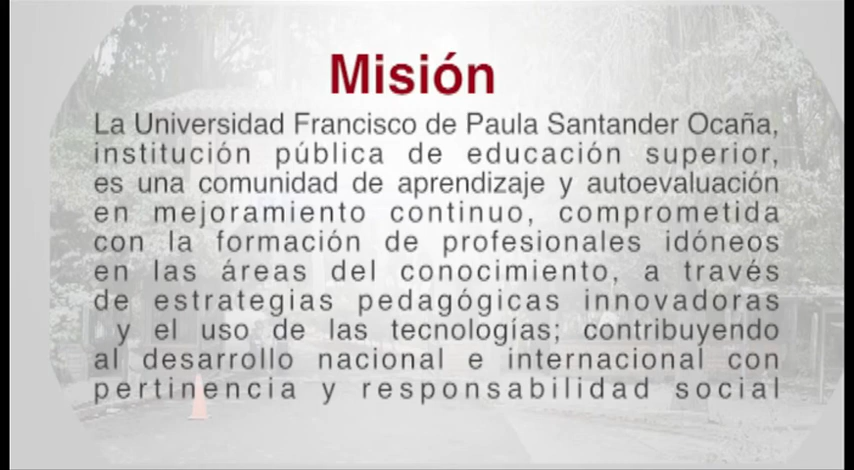 Misión
La Universidad Francisco de Paula Santander Ocaña,
institución pública de educación superior,
es una comunidad de aprendizaje y autoevaluación
en mejoramiento continuo, comprometida
con la formación de profesionales idóneos
en las áreas del conocimiento, a través
de estrategias pedagógicas innovadoras
y el uso de las tecnologías; contribuyendo
al desarrollo nacional e internacional con
pertinencia y responsabilidad social